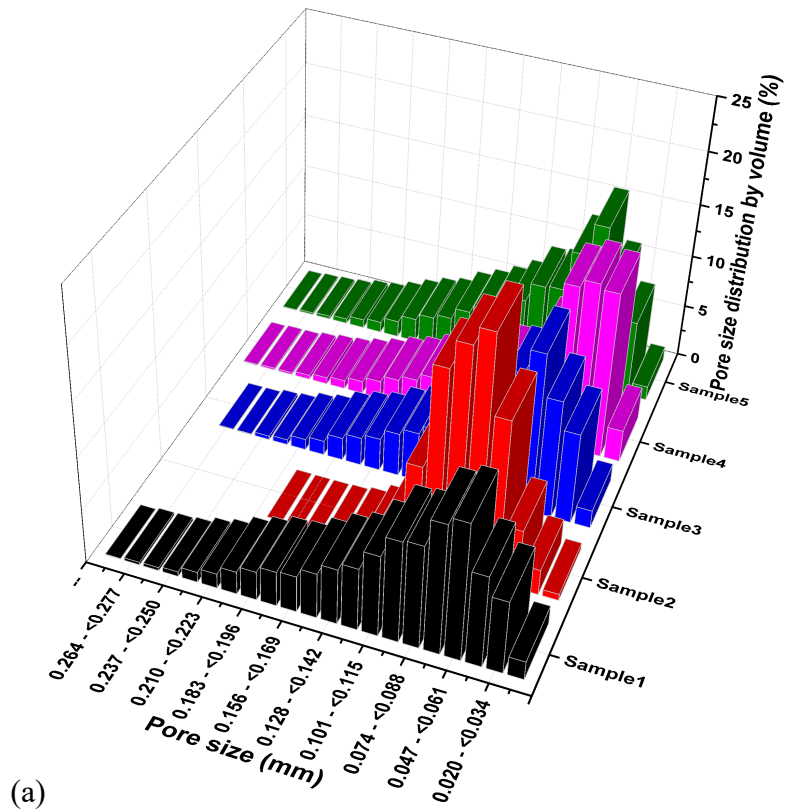 25
20
15
10
5
0
Pore size distribution by volume (%)
Sample5
Sample4
Sample3
Sample2
Sample1
--
0.264 - <0.277
0.237 - <0.250
0.210 - <0.223
0.183 - <0.196
0.156 - <0.169
0.128 - <0.142
0.101 - <0.115
0.074 - <0.088
0.047 - <0.061
0.020 - <0.034
Pore size (mm)
(a)